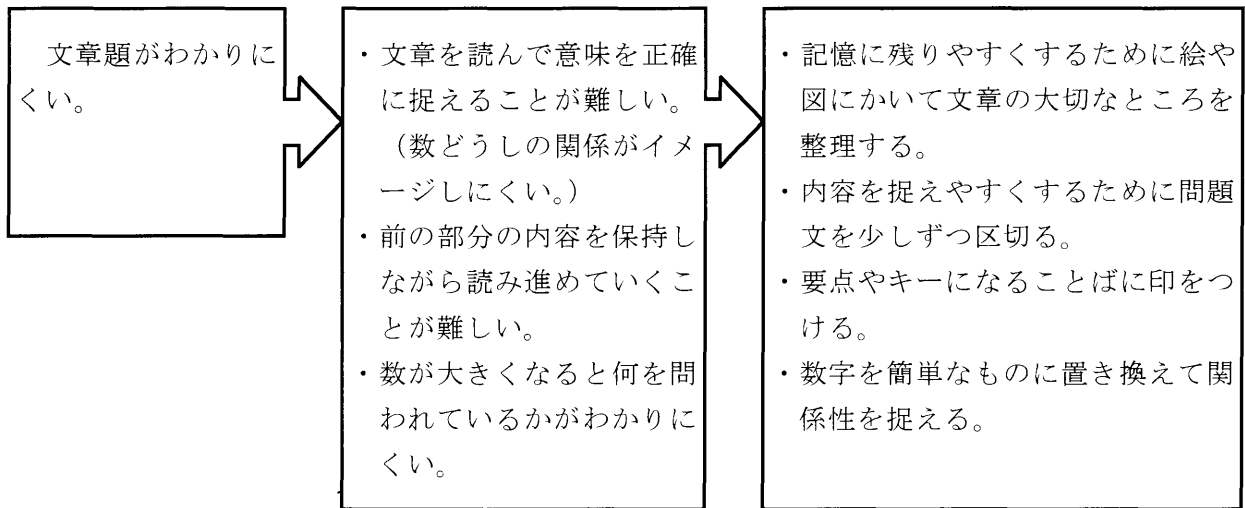 文章題がわかりに
くい。
・文章を読んで意味を正確
に捉えることが難しい。
（数どうしの関係がイメ
ージしにくい。）
・前の部分の内容を保持し
ながら読み進めていくこ
とが難しい。
・数が大きくなると何を問
われているかがわかりに
くい。
・記憶に残りやすくするために絵や
図にかいて文章の大切なところを
整理する。
・内容を捉えやすくするために問題
文を少しずつ区切る。
・要点やキーになることばに印をつ
ける。
・数字を簡単なものに置き換えて関
係性を捉える。